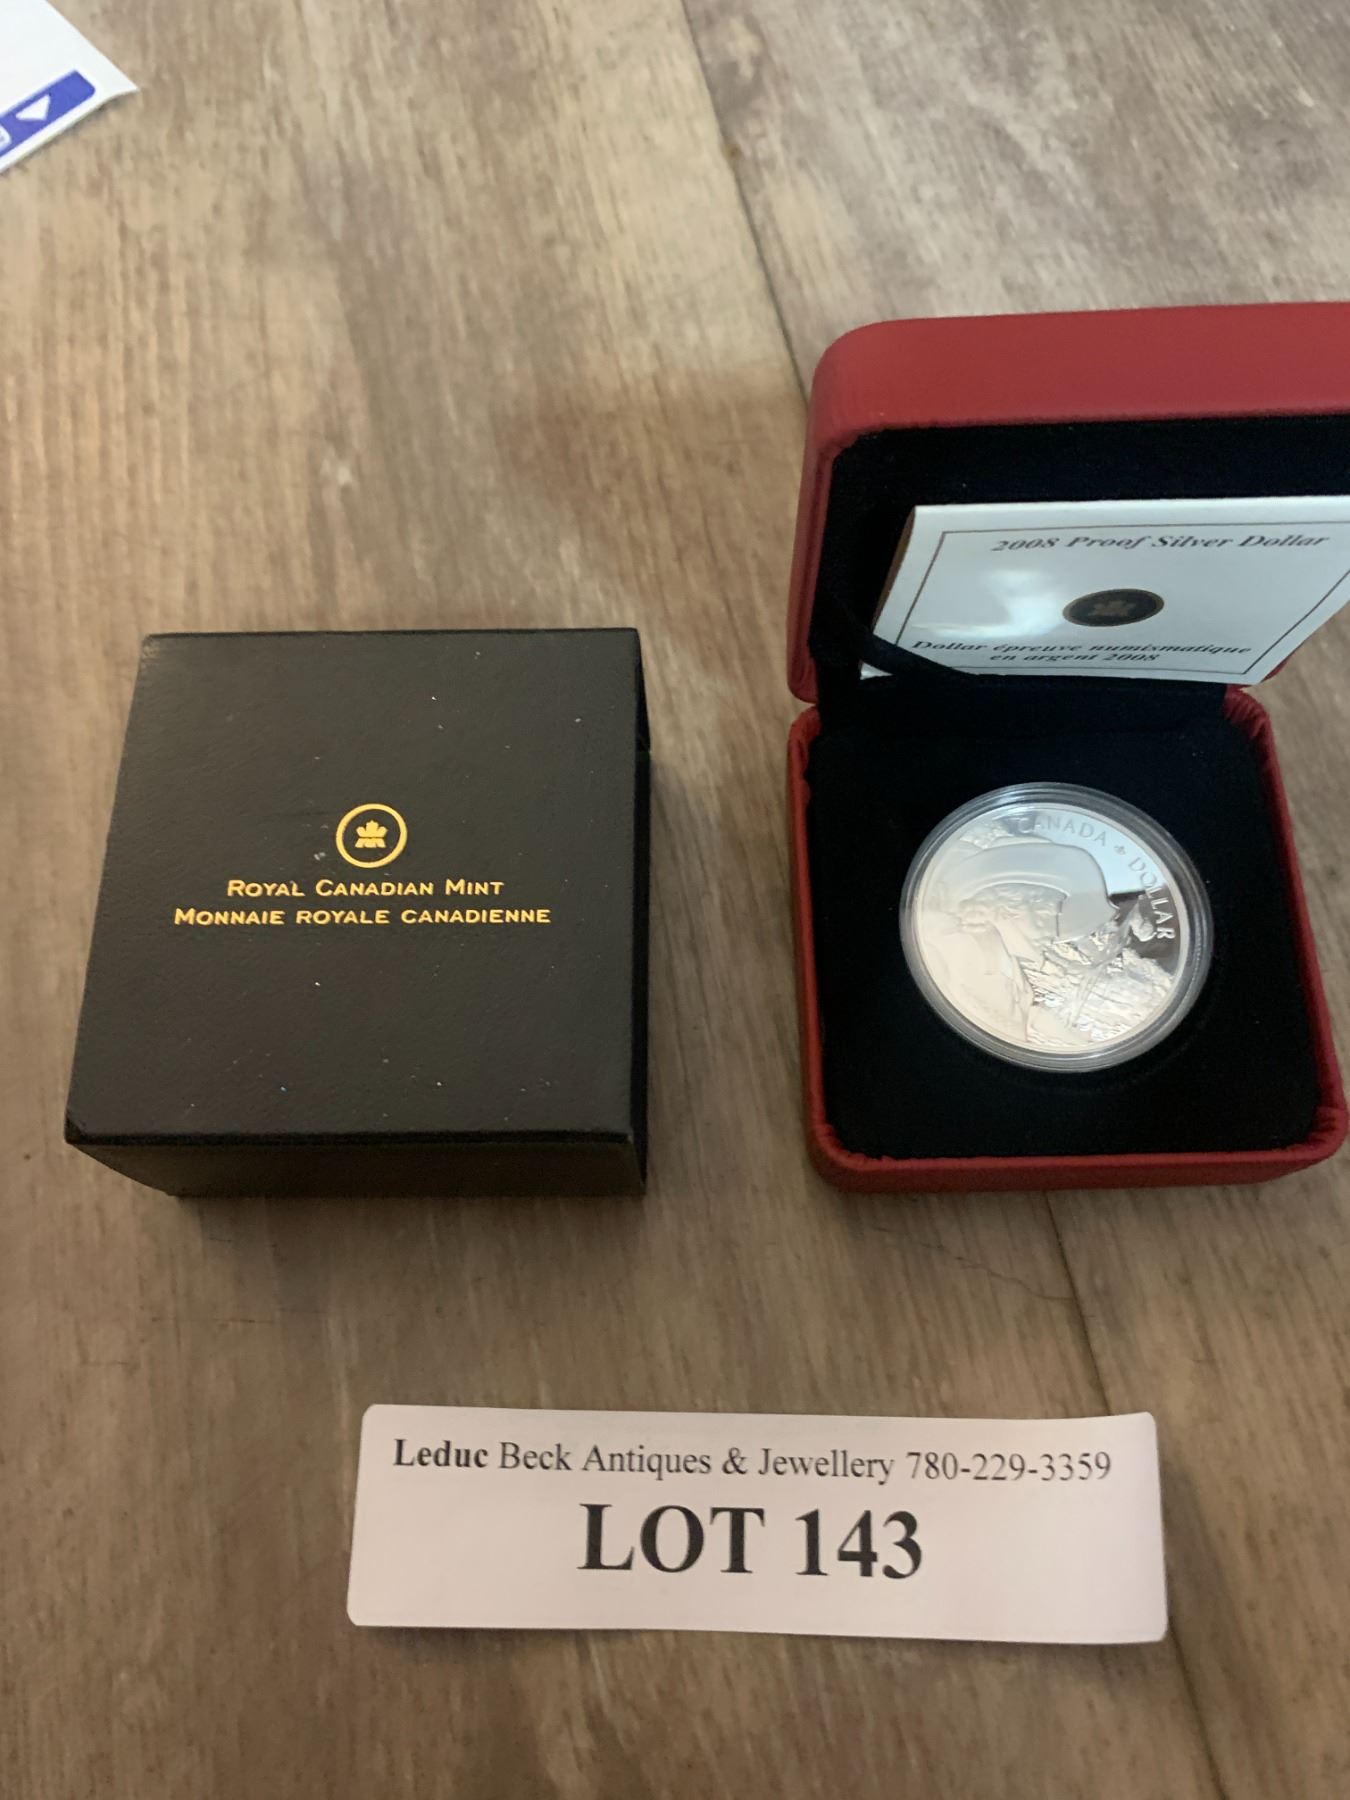 2008 Proof Silver Dollar
Dollar épreuve numismatique
en argent 2008
CANADA DOLLAR
ROYAL CANADIAN MINT
MONNAIE ROYALE CANADIENNE
Leduc Beck Antiques & Jewellery 780-229-3359
LOT 143